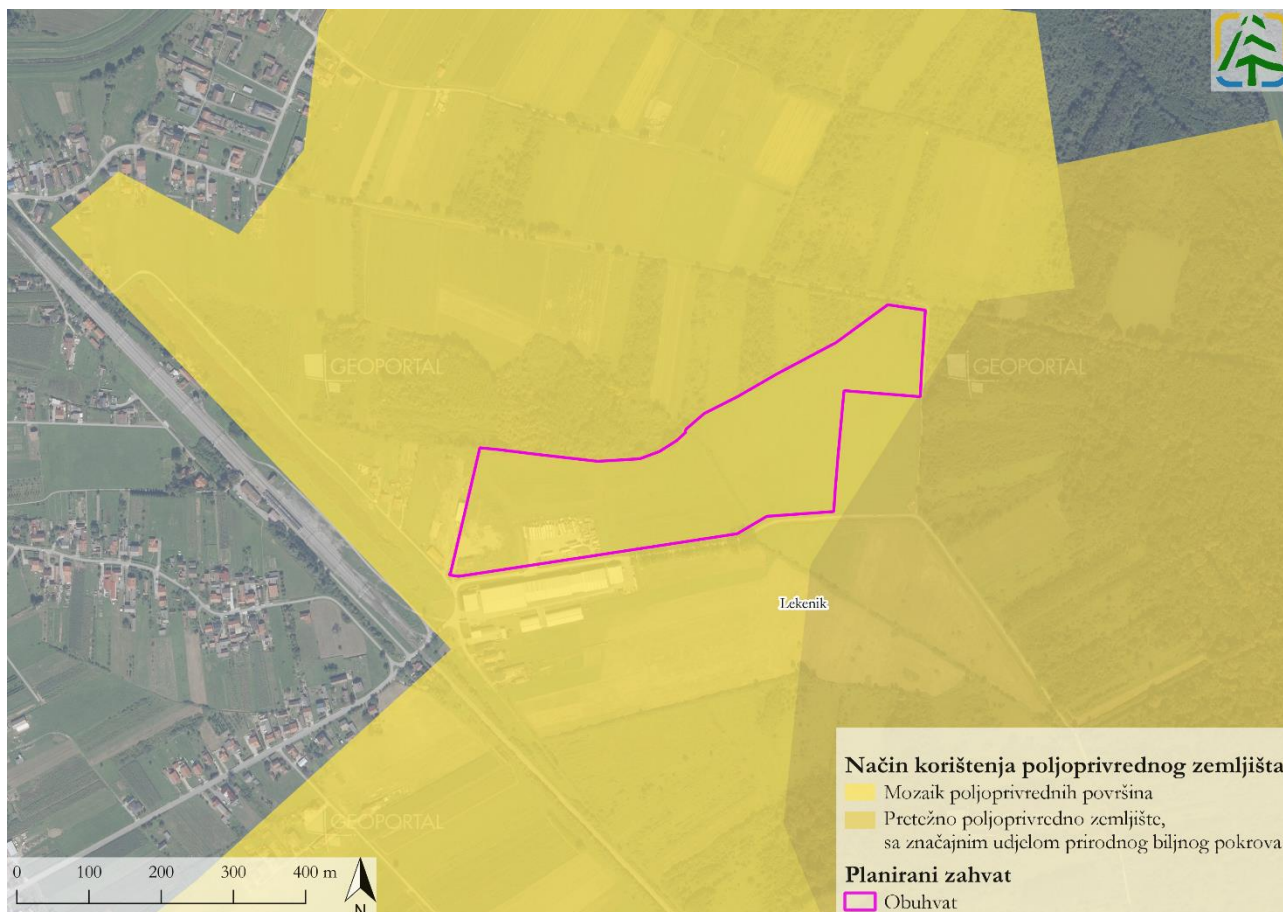 GEOPORTAL
GEOPORTAL
Lekenik
GEOPORTAL
Način korištenja poljoprivrednog zemljišta
Mozaik poljoprivrednih površina
Pretežno poljoprivredno zemljište,
sa značajnim udjelom prirodnog biljnog pokrova
Planirani zahvat
Obuhvat
0 100 200 300 400 m
N